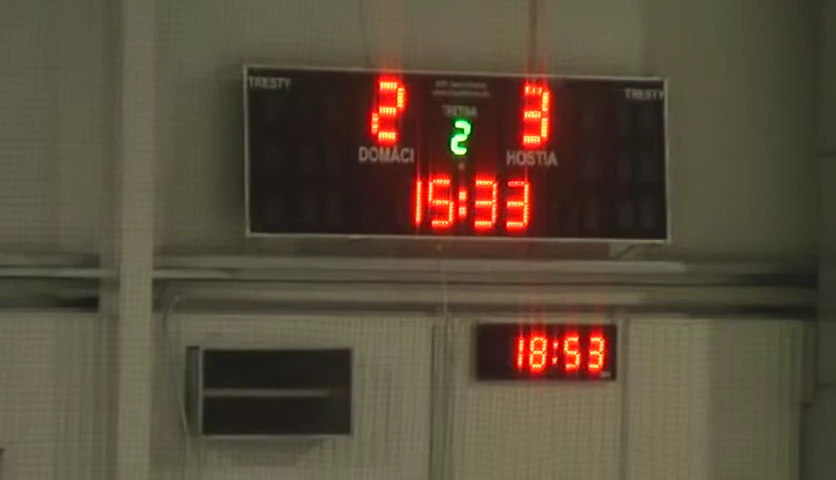 TRESTY
2
3
TRESTY
TRETINA
2
DOMÁCI
HOSTIA
15:33
18:53